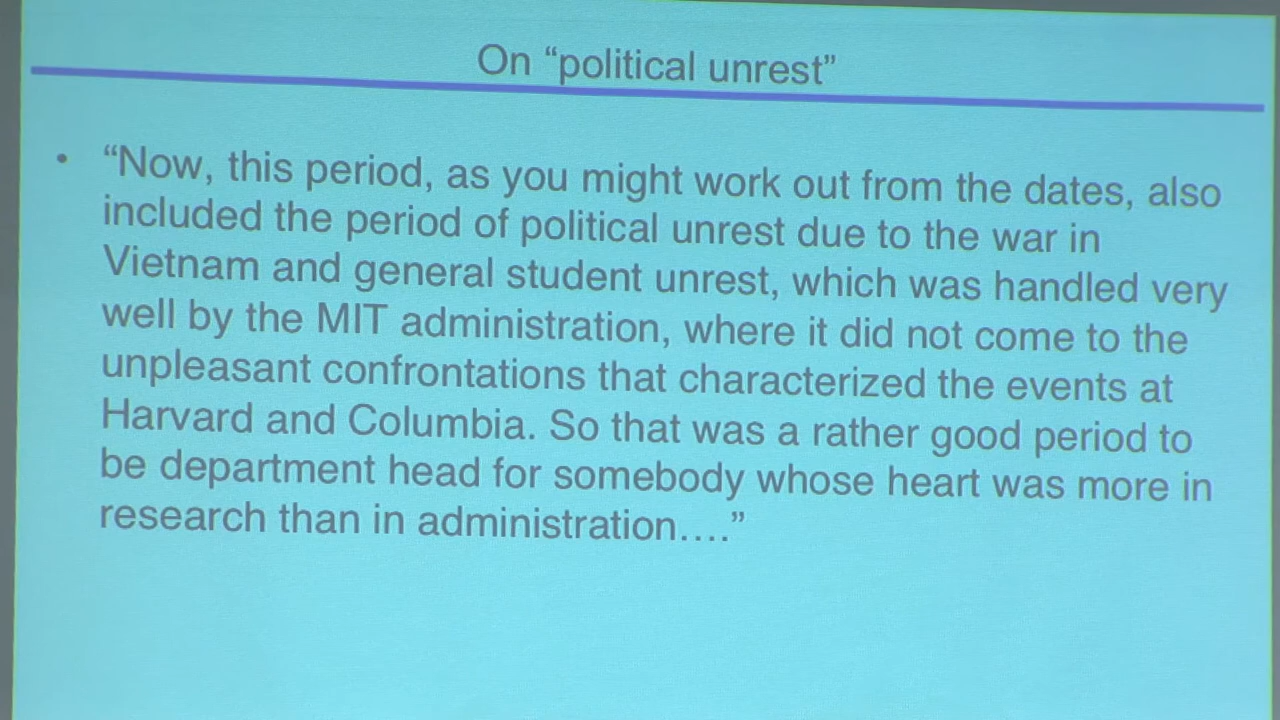 On “political unrest”
• “Now, this period, as you might work out from the dates, also
included the period of political unrest due to the war in
Vietnam and general student unrest, which was handled very
well by the MIT administration, where it did not come to the
unpleasant confrontations that characterized the events at
Harvard and Columbia. So that was a rather good period to
be department head for somebody whose heart was more in
research than in administration….”